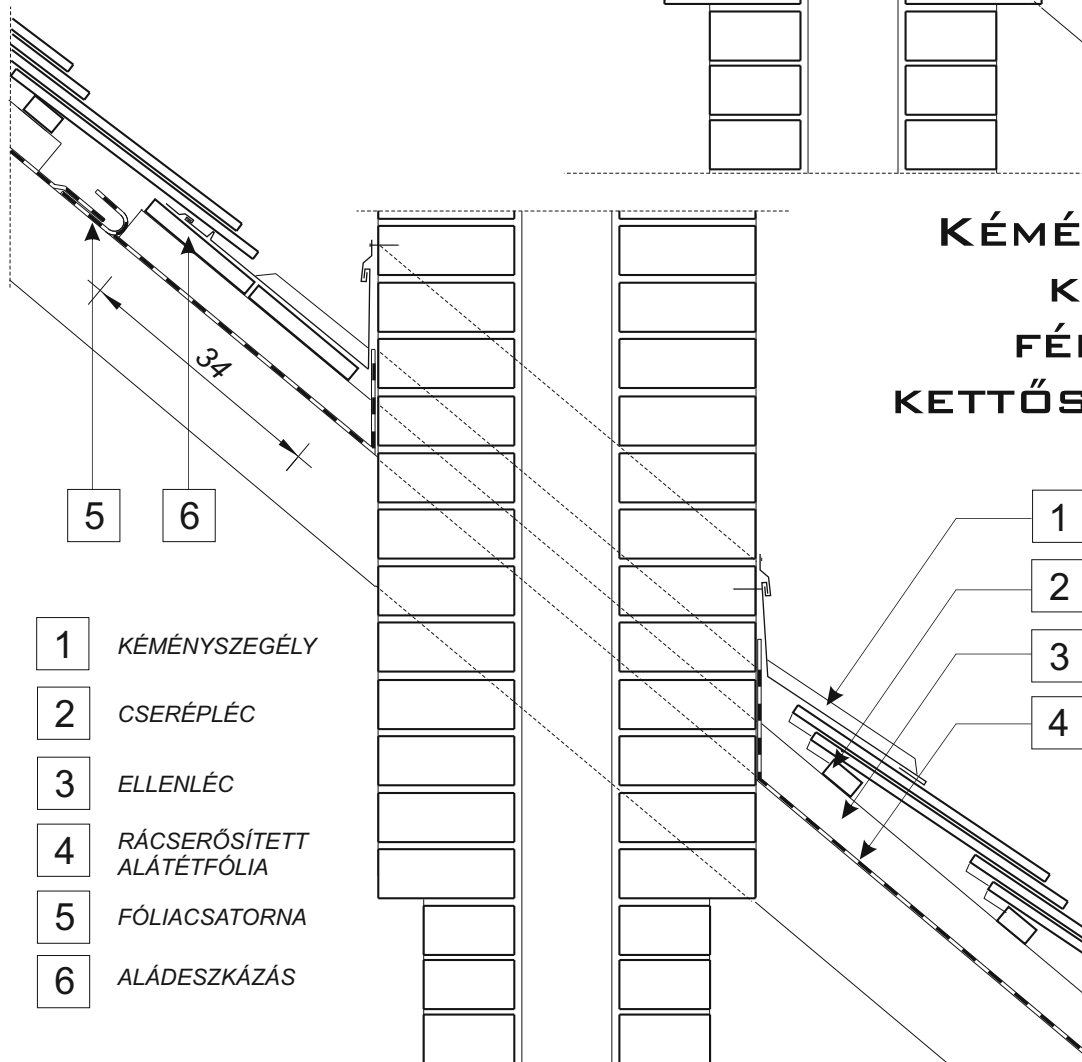 KÉMÉ
K
FÉ
KETTŐS
34
5
6
1
2
3
4
1 KÉMÉNYSZEGÉLY
2 CSERÉPLÉC
3 ELLENLÉC
4 RÁCSERŐSÍTETT
ALÁTÉTFÓLIA
5 FÓLIACSATORNA
6 ALÁDESZKÁZÁS